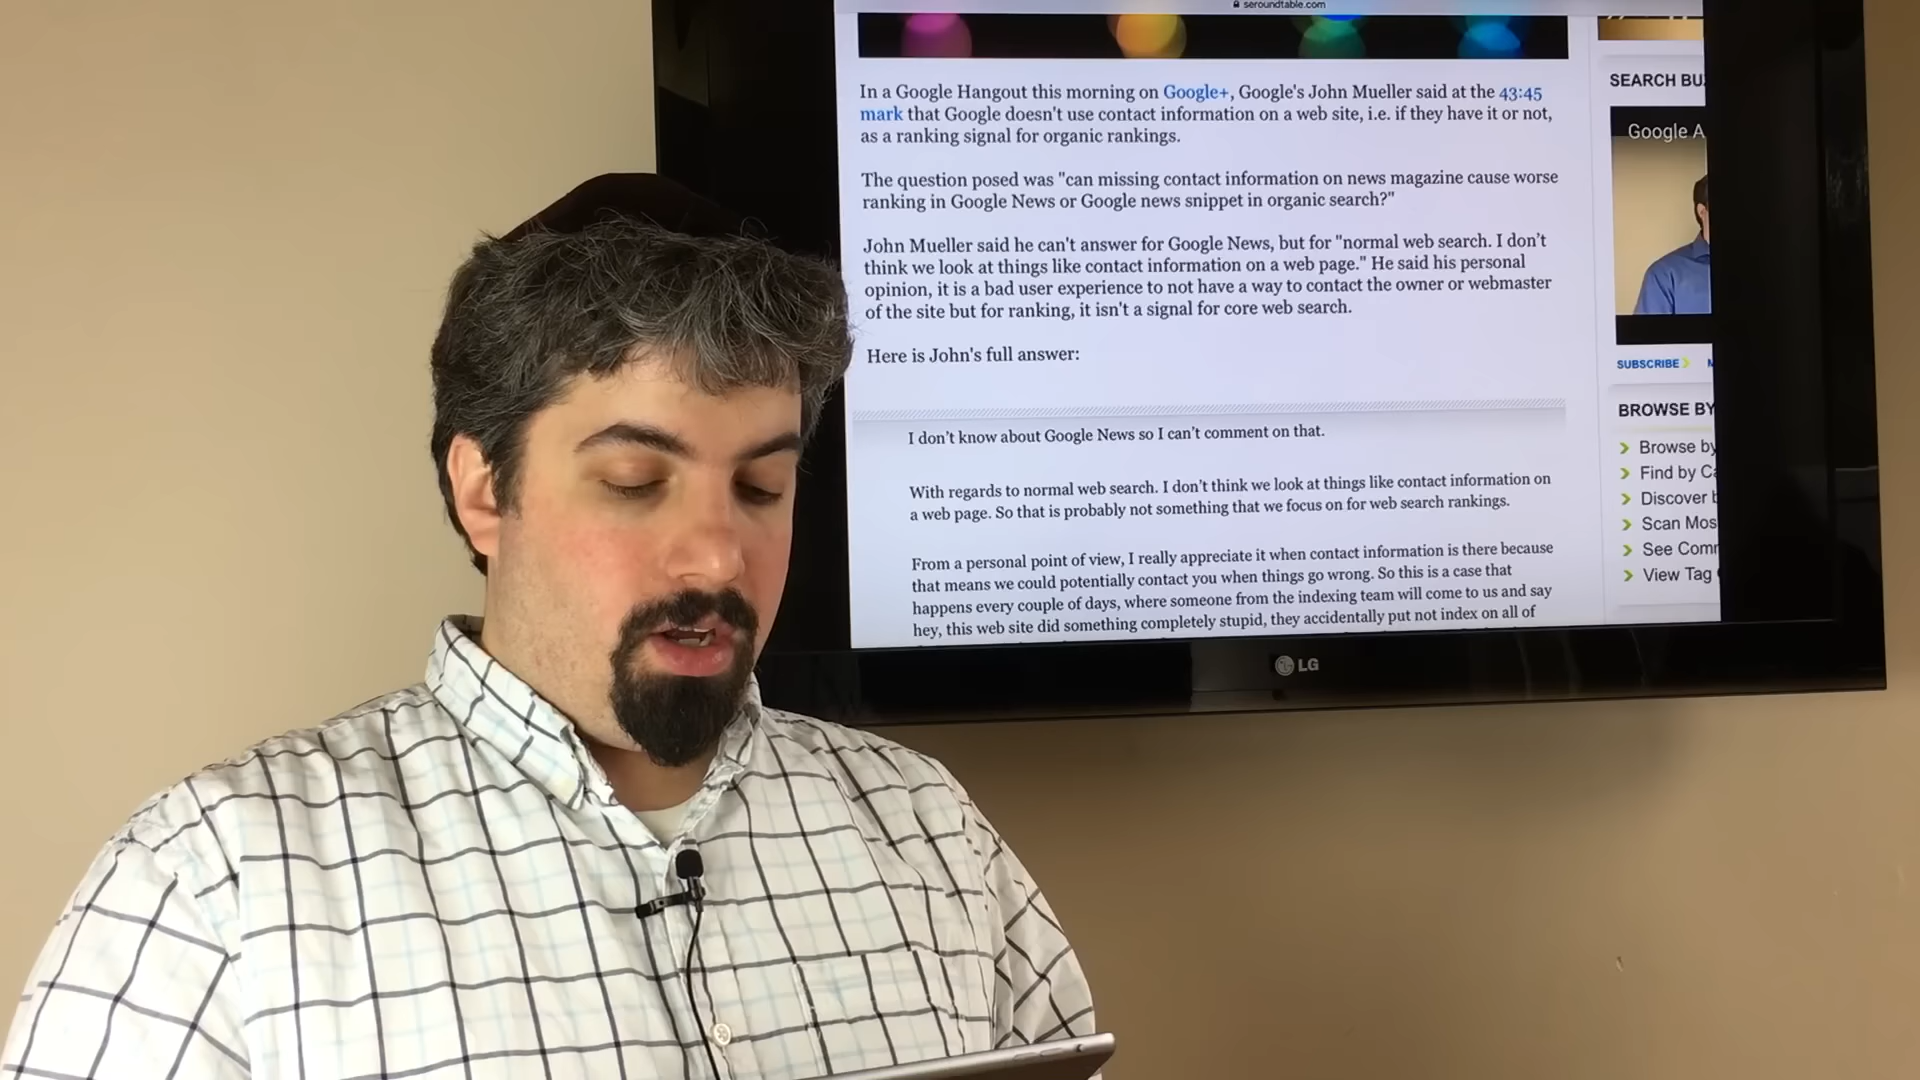 seroundtable.com
In a Google Hangout this morning on Google+, Google's John Mueller said at the 43:45
mark that Google doesn't use contact information on a web site, i.e. if they have it or not,
as a ranking signal for organic rankings.
The question posed was "can missing contact information on news magazine cause worse
ranking in Google News or Google news snippet in organic search?"
John Mueller said he can't answer for Google News, but for "normal web search. I don't
think we look at things like contact information on a web page." He said his personal
opinion, it is a bad user experience to not have a way to contact the owner or webmaster
of the site but for ranking, it isn't a signal for core web search.
Here is John's full answer:
I don't know about Google News so I can't comment on that.
With regards to normal web search. I don't think we look at things like contact information on
a web page. So that is probably not something that we focus on for web search rankings.
From a personal point of view, I really appreciate it when contact information is there because
that means we could potentially contact you when things go wrong. So this is a case that
happens every couple of days, where someone from the indexing team will come to us and say
hey, this web site did something completely stupid, they accidentally put not index on all of
SEARCH BU
Google A
SUBSCRIBE
BROWSE BY
Browse by
Find by Ca
Discover
Scan Mos
See Com
View Tag
LG